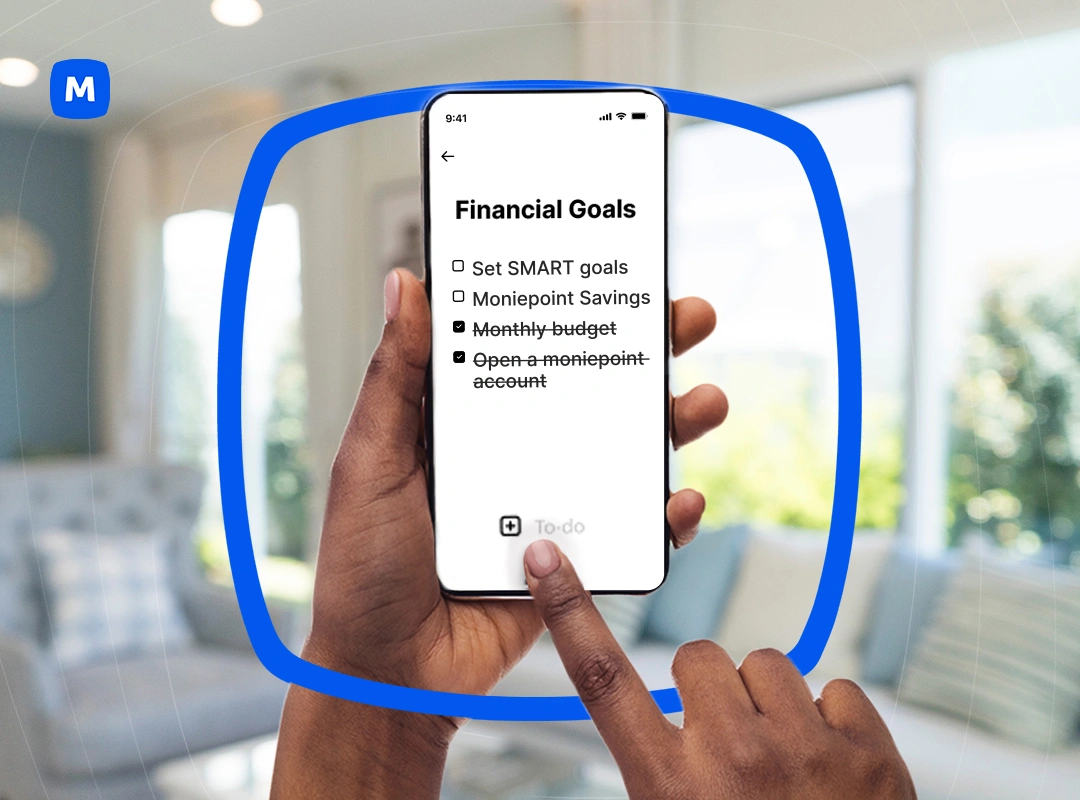 M
9:41
Financial Goals
Set SMART goals
Moniepoint Savings
Monthly budget
Open a moniepoint
account
To-do